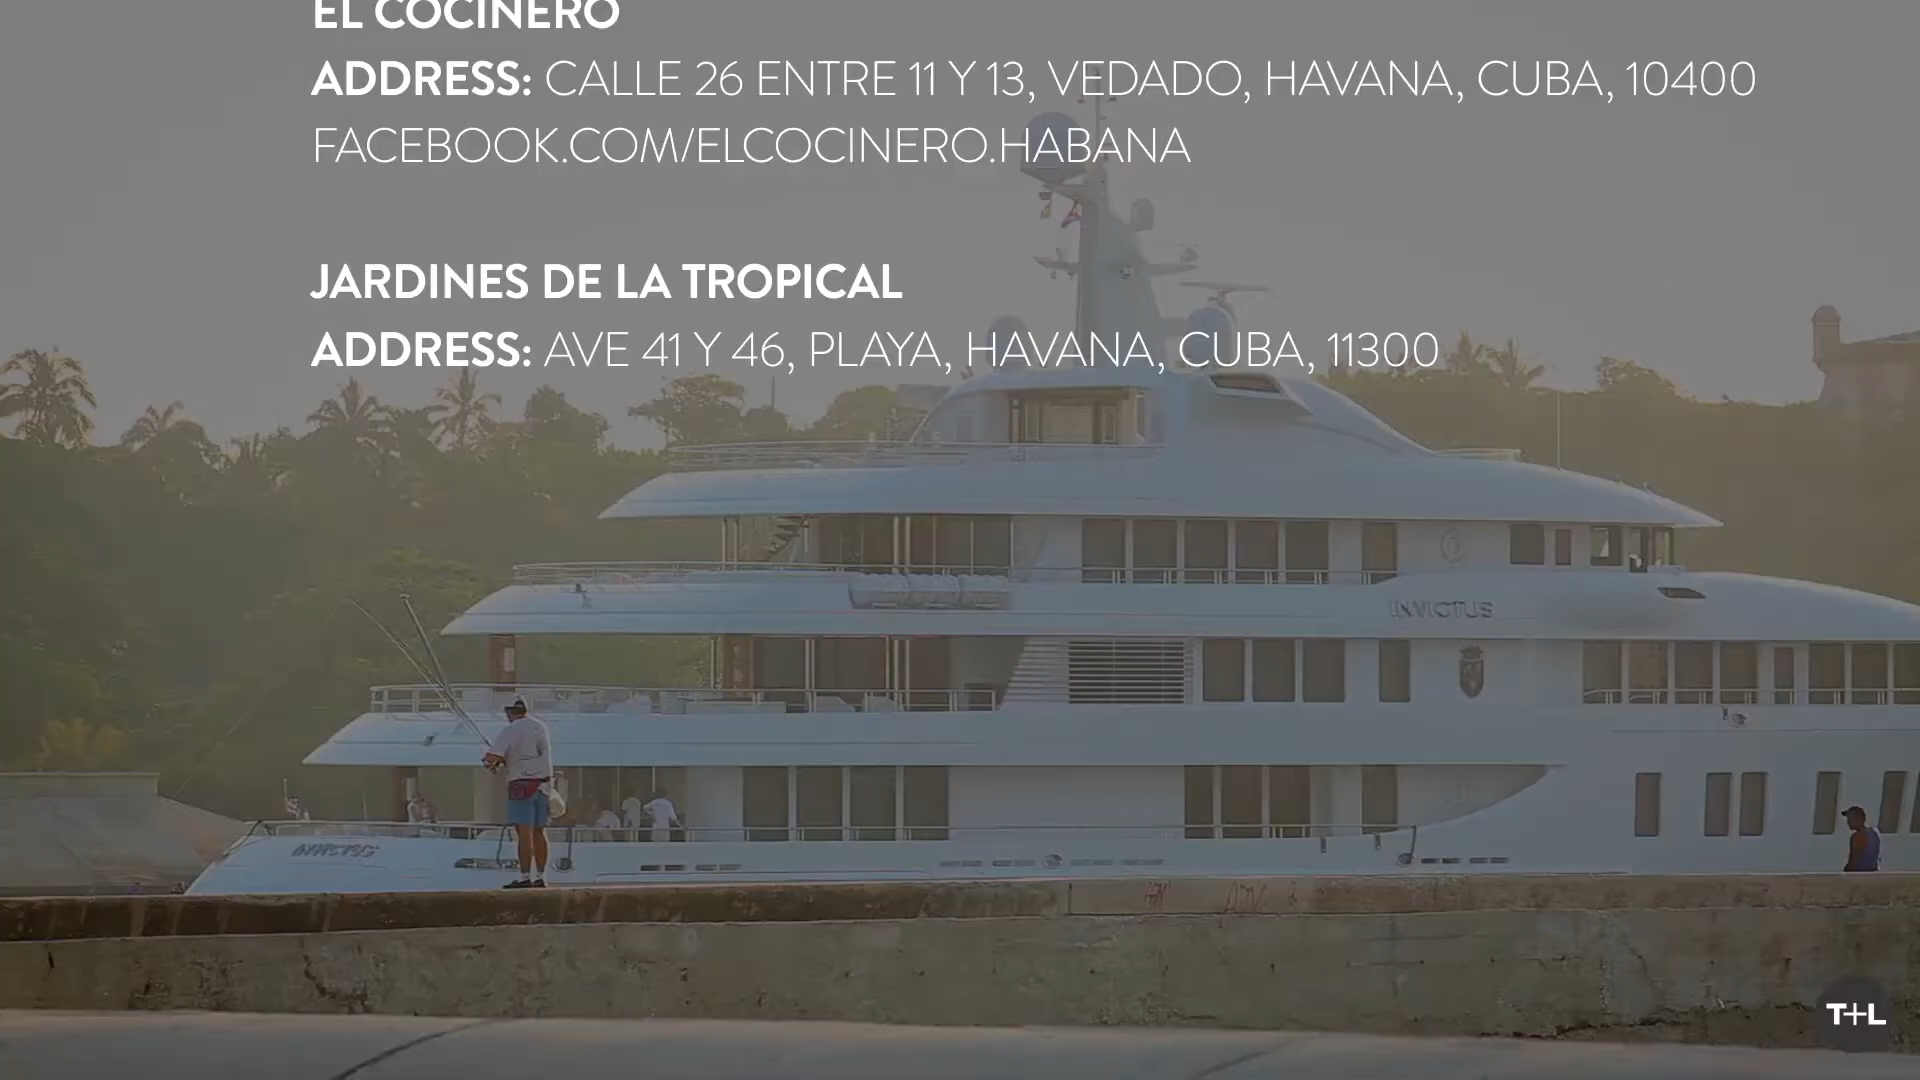 EL COCINERO
ADDRESS: CALLE 26 ENTRE 11 Y 13, VEDADO, HAVANA, CUBA, 10400
FACEBOOK.COM/ELCOCINERO.HABANA
JARDINES DE LA TROPICAL
ADDRESS: AVE 41 Y 46, PLAYA, HAVANA, CUBA, 11300
INVICTUS
INVICTUS
T+L